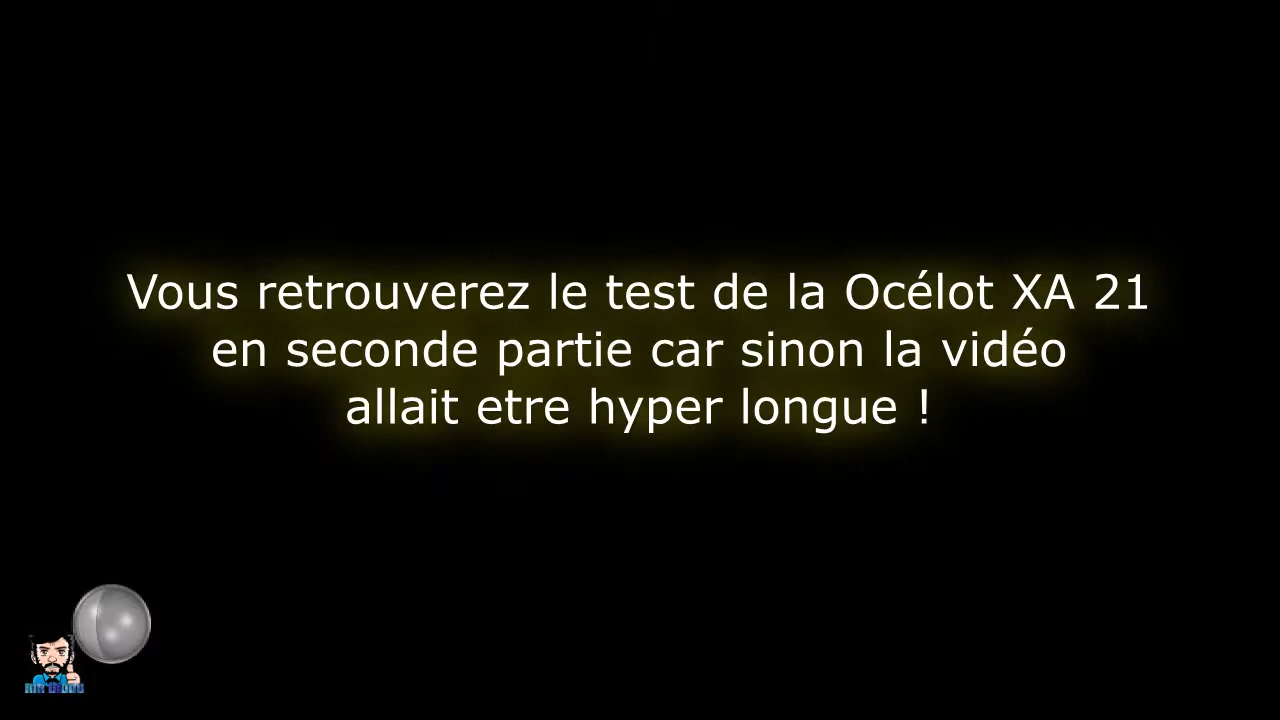 Vous retrouverez le test de la Océlot XA 21
en seconde partie car sinon la vidéo
allait etre hyper longue !